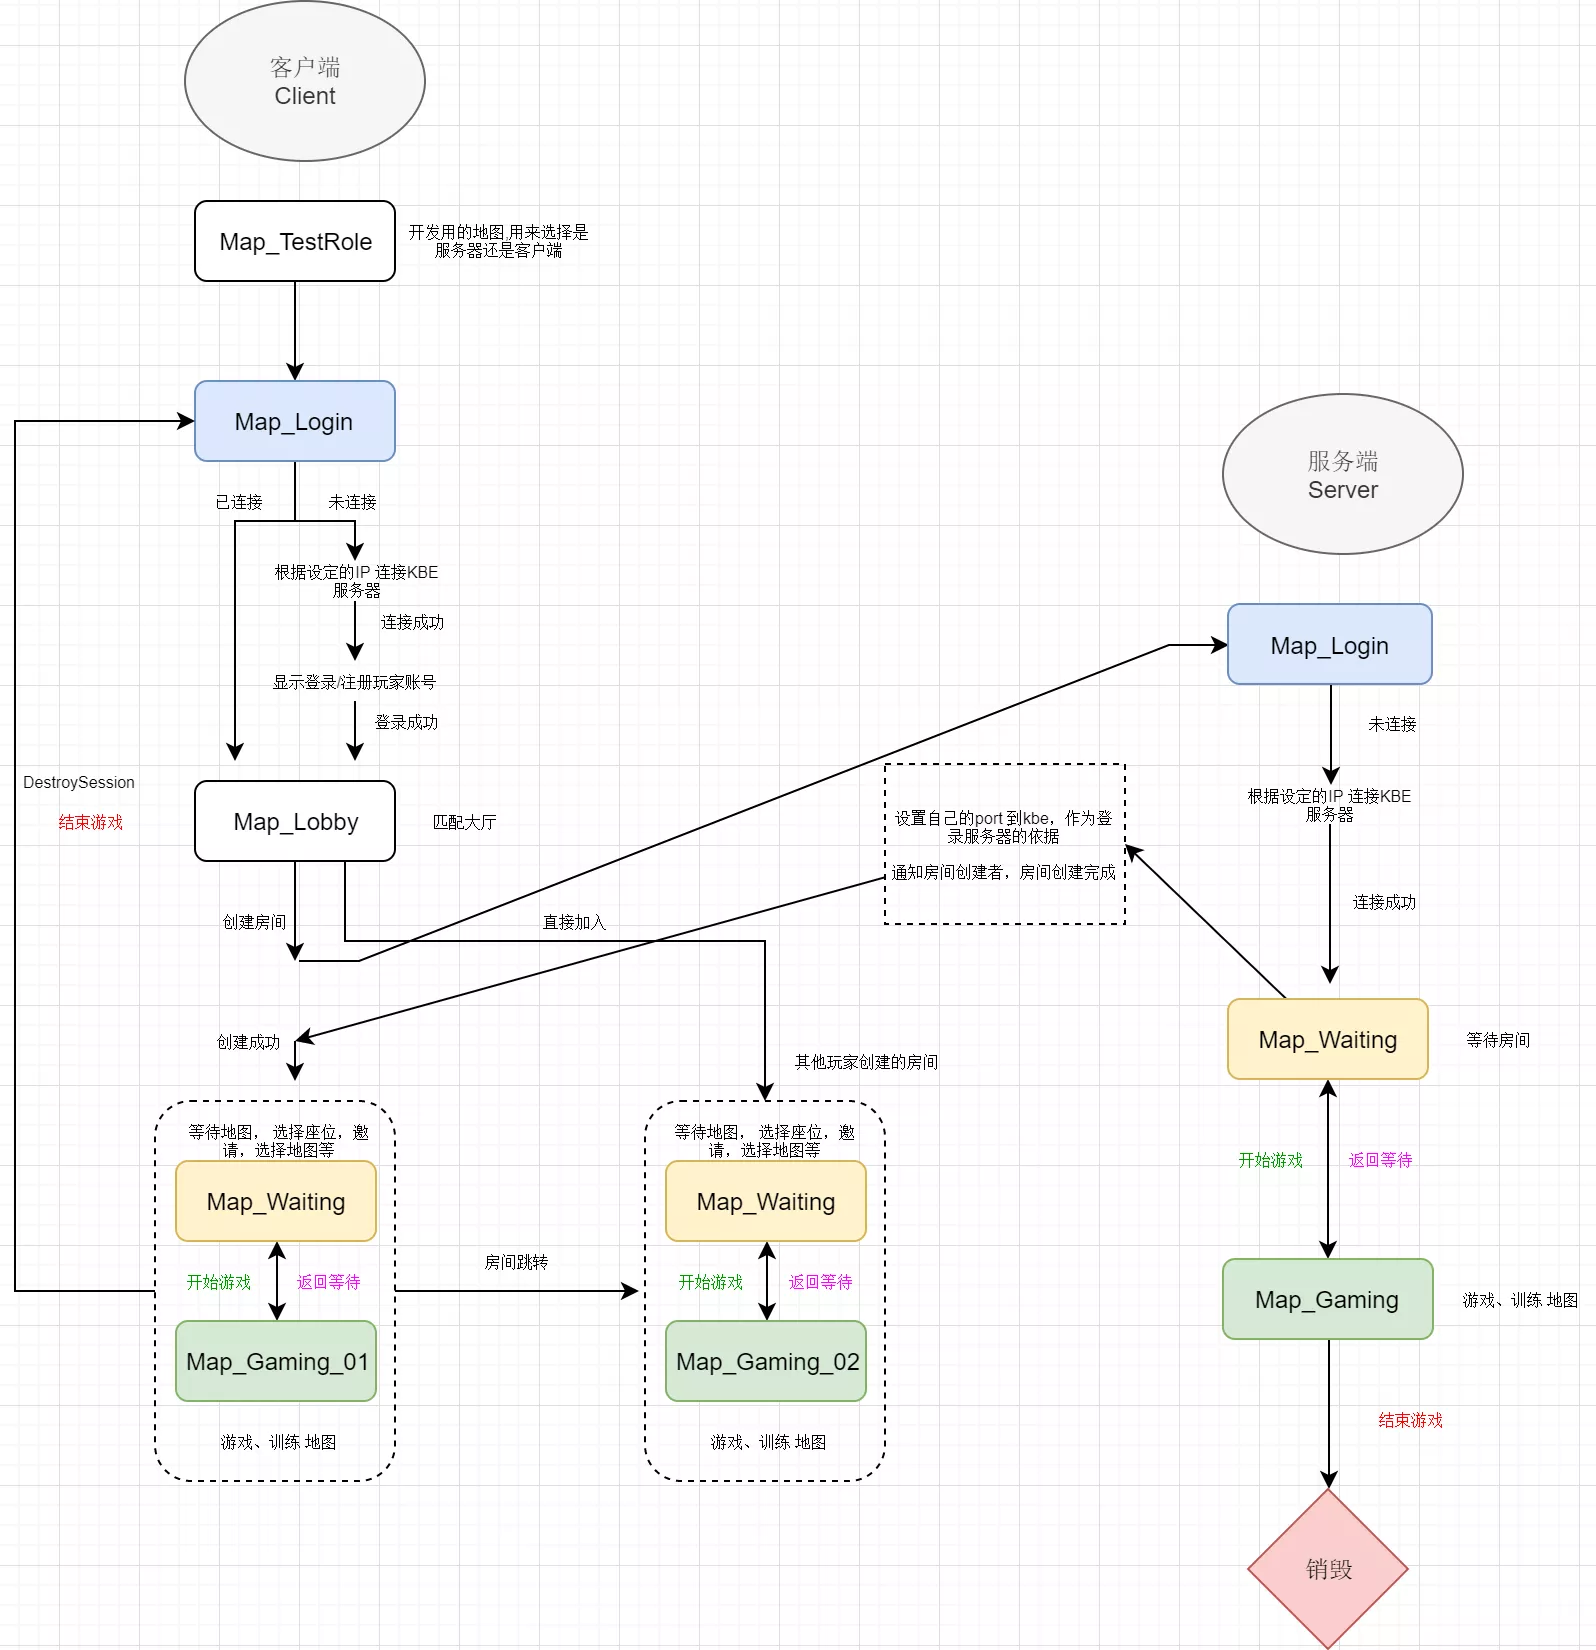 客户端
Client
Map_TestRole
开发用的地图,用来选择是
服务器还是客户端
Map_Login
已连接
未连接
根据设定的IP 连接KBE
服务器
连接成功
显示登录/注册玩家账号
登录成功
DestroySession
结束游戏
Map_Lobby
匹配大厅
创建房间
直接加入
创建成功
其他玩家创建的房间
等待地图， 选择座位，邀
请，选择地图等
Map_Waiting
开始游戏
返回等待
Map_Gaming_01
游戏、训练 地图
房间跳转
等待地图， 选择座位，邀
请，选择地图等
Map_Waiting
开始游戏
返回等待
Map_Gaming_02
游戏、训练 地图
设置自己的port 到kbe，作为登
录服务器的依据
通知房间创建者，房间创建完成
服务端
Server
Map_Login
未连接
根据设定的IP 连接KBE
服务器
连接成功
Map_Waiting
等待房间
开始游戏
返回等待
Map_Gaming
游戏、训练 地图
结束游戏
销毁